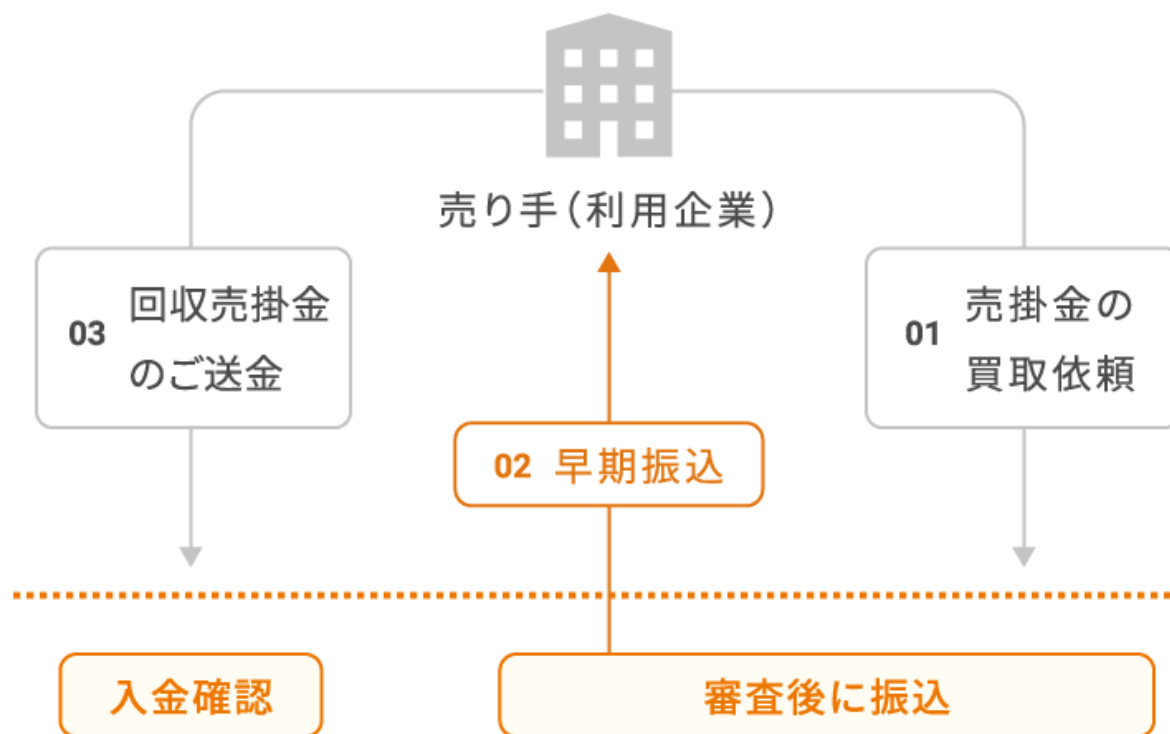 売り手（利用企業）
03
回収売掛金
のご送金
01
売掛金の
買取依頼
02 早期振込
入金確認
審査後に振込